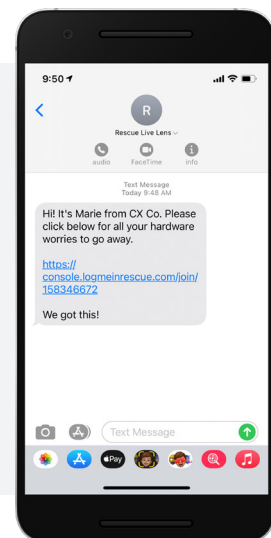 9:50
R
Rescue Live Lens
audio
FaceTime
info
Text Message
Today 9:48 AM
Hi! It's Marie from CX Co. Please
click below for all your hardware
worries to go away.
https://
console.logmeinrescue.com/join/
158346672
We got this!
Text Message
Pay